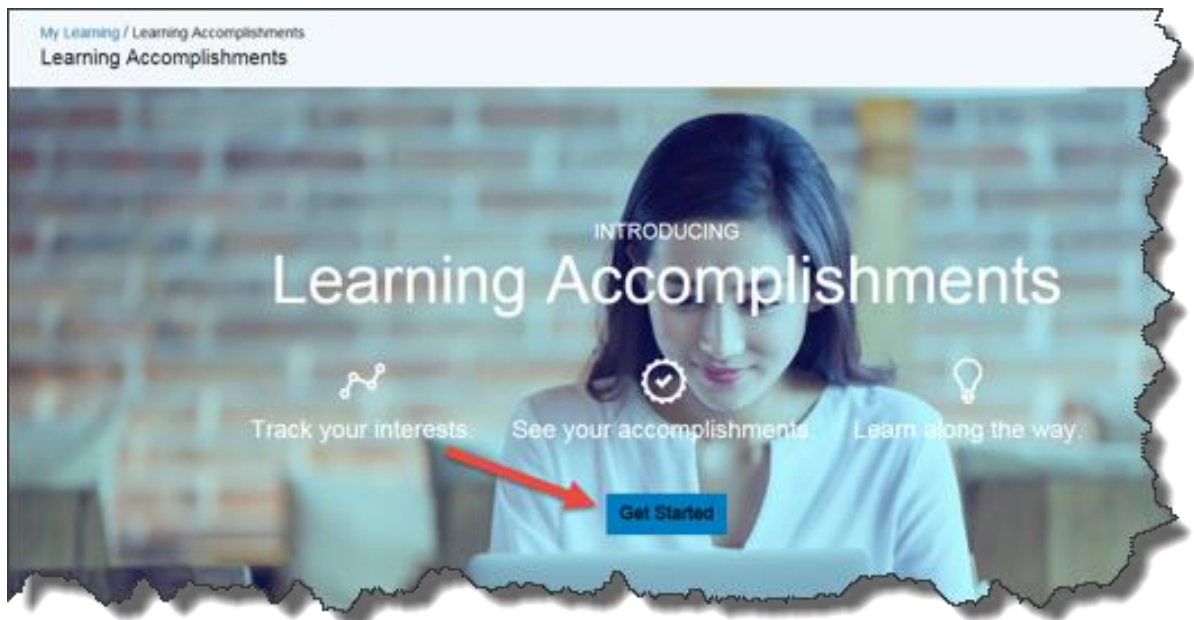 My Learning / Learning Accomplishments
Learning Accomplishments
INTRODUCING
Learning Accomplishments
Track your interests. See your accomplishments. Learn along the way.
Get Started